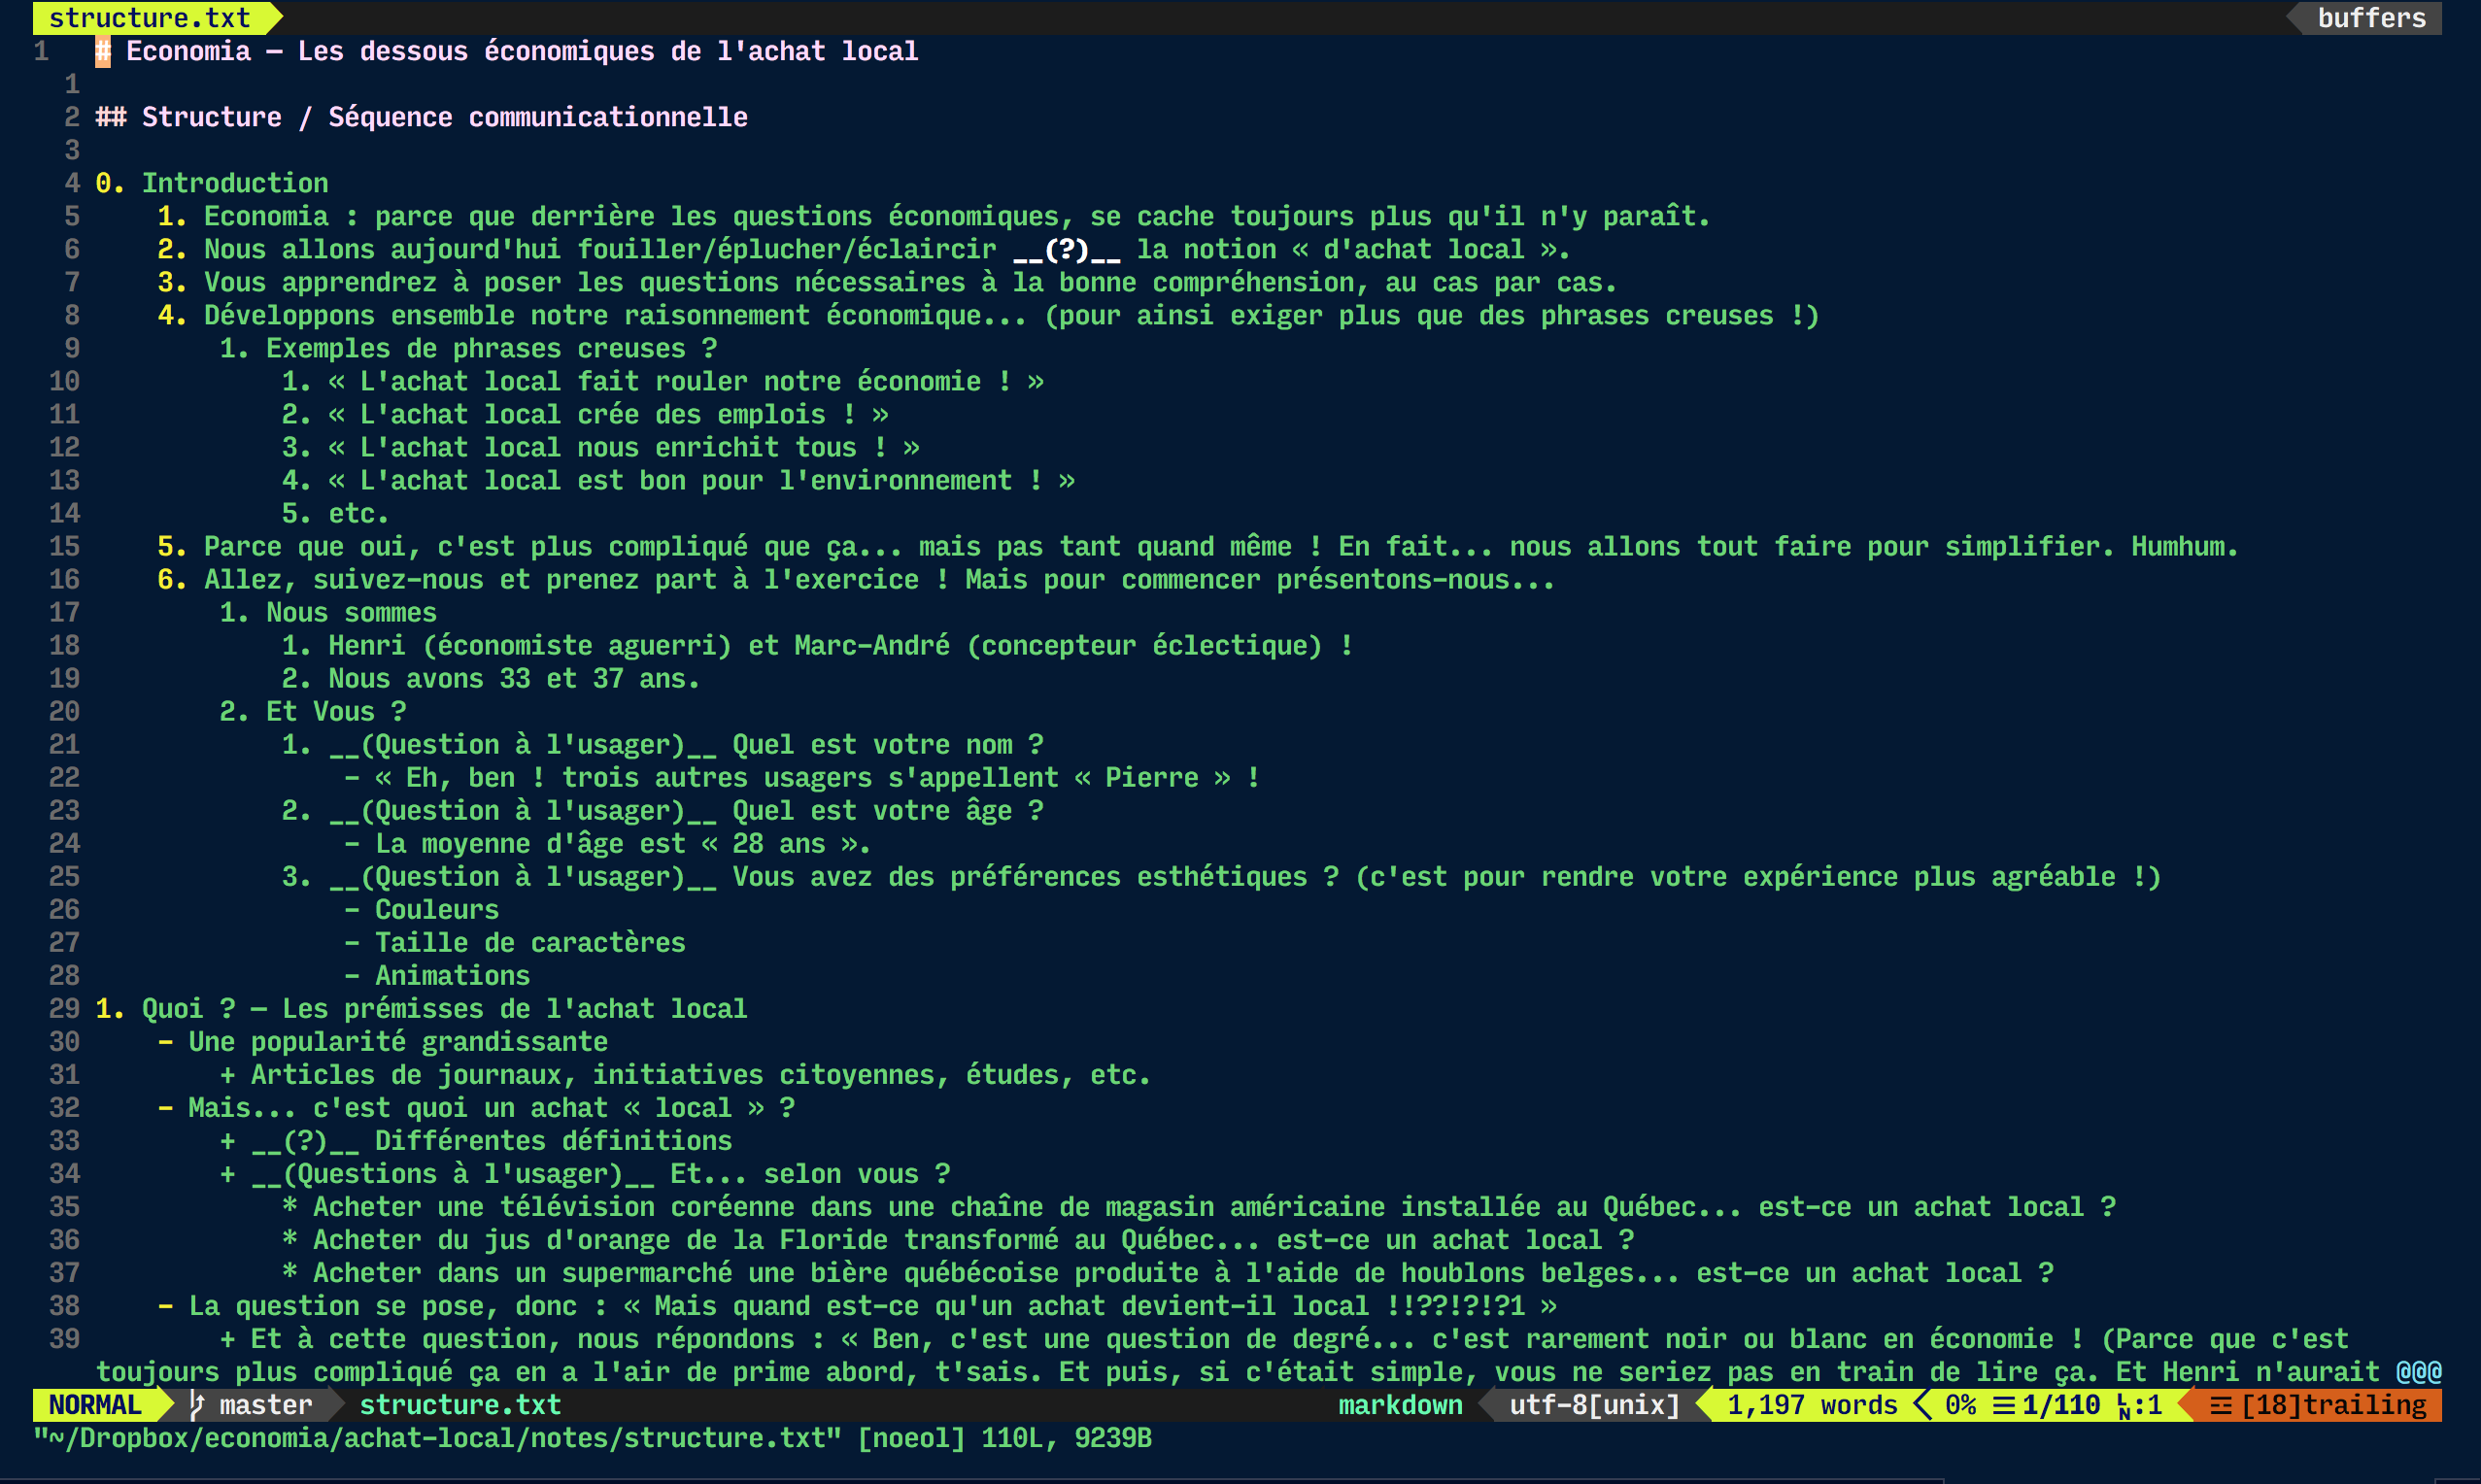 structure.txt buffers
1 # Economia – Les dessous économiques de l'achat local
1
2 ## Structure / Séquence communicationnelle
3
4 0. Introduction
5 1. Economia : parce que derrière les questions économiques, se cache toujours plus qu'il n'y paraît.
6 2. Nous allons aujourd'hui fouiller/éplucher/éclaircir __(?)__ la notion « d'achat local ».
7 3. Vous apprendrez à poser les questions nécessaires à la bonne compréhension, au cas par cas.
8 4. Développons ensemble notre raisonnement économique... (pour ainsi exiger plus que des phrases creuses !)
9 1. Exemples de phrases creuses ?
10 1. « L'achat local fait rouler notre économie ! »
11 2. « L'achat local crée des emplois ! »
12 3. « L'achat local nous enrichit tous ! »
13 4. « L'achat local est bon pour l'environnement ! »
14 5. etc.
15 5. Parce que oui, c'est plus compliqué que ça... mais pas tant quand même ! En fait... nous allons tout faire pour simplifier. Humhum.
16 6. Allez, suivez-nous et prenez part à l'exercice ! Mais pour commencer présentons-nous...
17 1. Nous sommes
18 1. Henri (économiste aguerri) et Marc-André (concepteur éclectique) !
19 2. Nous avons 33 et 37 ans.
20 2. Et Vous ?
21 1. __(Question à l'usager)__ Quel est votre nom ?
22 - « Eh, ben ! trois autres usagers s'appellent « Pierre » !
23 2. __(Question à l'usager)__ Quel est votre âge ?
24 - La moyenne d'âge est « 28 ans ».
25 3. __(Question à l'usager)__ Vous avez des préférences esthétiques ? (c'est pour rendre votre expérience plus agréable !)
26 - Couleurs
27 - Taille de caractères
28 - Animations
29 1. Quoi ? – Les prémisses de l'achat local
30 - Une popularité grandissante
31 + Articles de journaux, initiatives citoyennes, études, etc.
32 - Mais... c'est quoi un achat « local » ?
33 + __(?)__ Différentes définitions
34 + __(Questions à l'usager)__ Et... selon vous ?
35 * Acheter une télévision coréenne dans une chaîne de magasin américaine installée au Québec... est-ce un achat local ?
36 * Acheter du jus d'orange de la Floride transformé au Québec... est-ce un achat local ?
37 * Acheter dans un supermarché une bière québécoise produite à l'aide de houblons belges... est-ce un achat local ?
38 - La question se pose, donc : « Mais quand est-ce qu'un achat devient-il local !!??!?!?1 »
39 + Et à cette question, nous répondons : « Ben, c'est une question de degré... c'est rarement noir ou blanc en économie ! (Parce que c'est
toujours plus compliqué ça en a l'air de prime abord, t'sais. Et puis, si c'était simple, vous ne seriez pas en train de lire ça. Et Henri n'aurait @@@
NORMAL master structure.txt markdown utf-8[unix] 1,197 words 0% ☰ 1/110 LN:1 ☲ [18]trailing
"~/Dropbox/economia/achat-local/notes/structure.txt" [noeol] 110L, 9239B